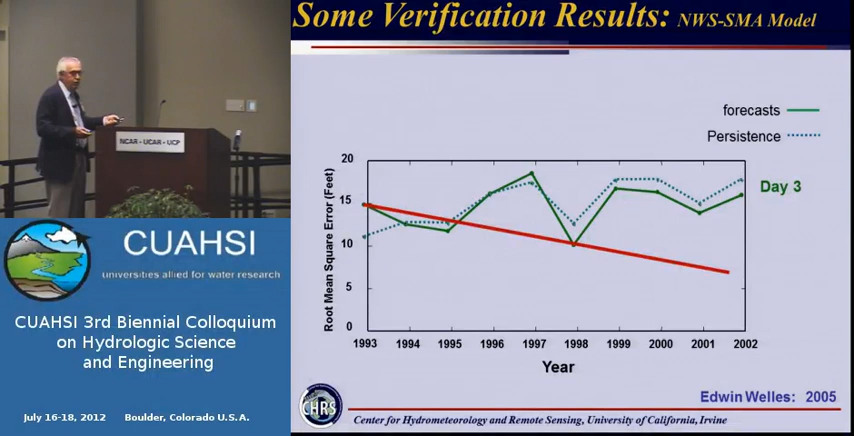 Some Verification Results: NWS-SMA Model
NCAR - UCAR - UCP
CUAHSI
universities allied for water research
CUAHSI 3rd Biennial Colloquium
on Hydrologic Science
and Engineering
July 16-18, 2012 Boulder, Colorado U.S.A.
forecasts
Persistence
Day 3
Root Mean Square Error (Feet)
20
15
10
5
0
1993 1994 1995 1996 1997 1998 1999 2000 2001 2002
Year
Edwin Welles: 2005
CHRS
Center for Hydrometeorology and Remote Sensing, University of California, Irvine